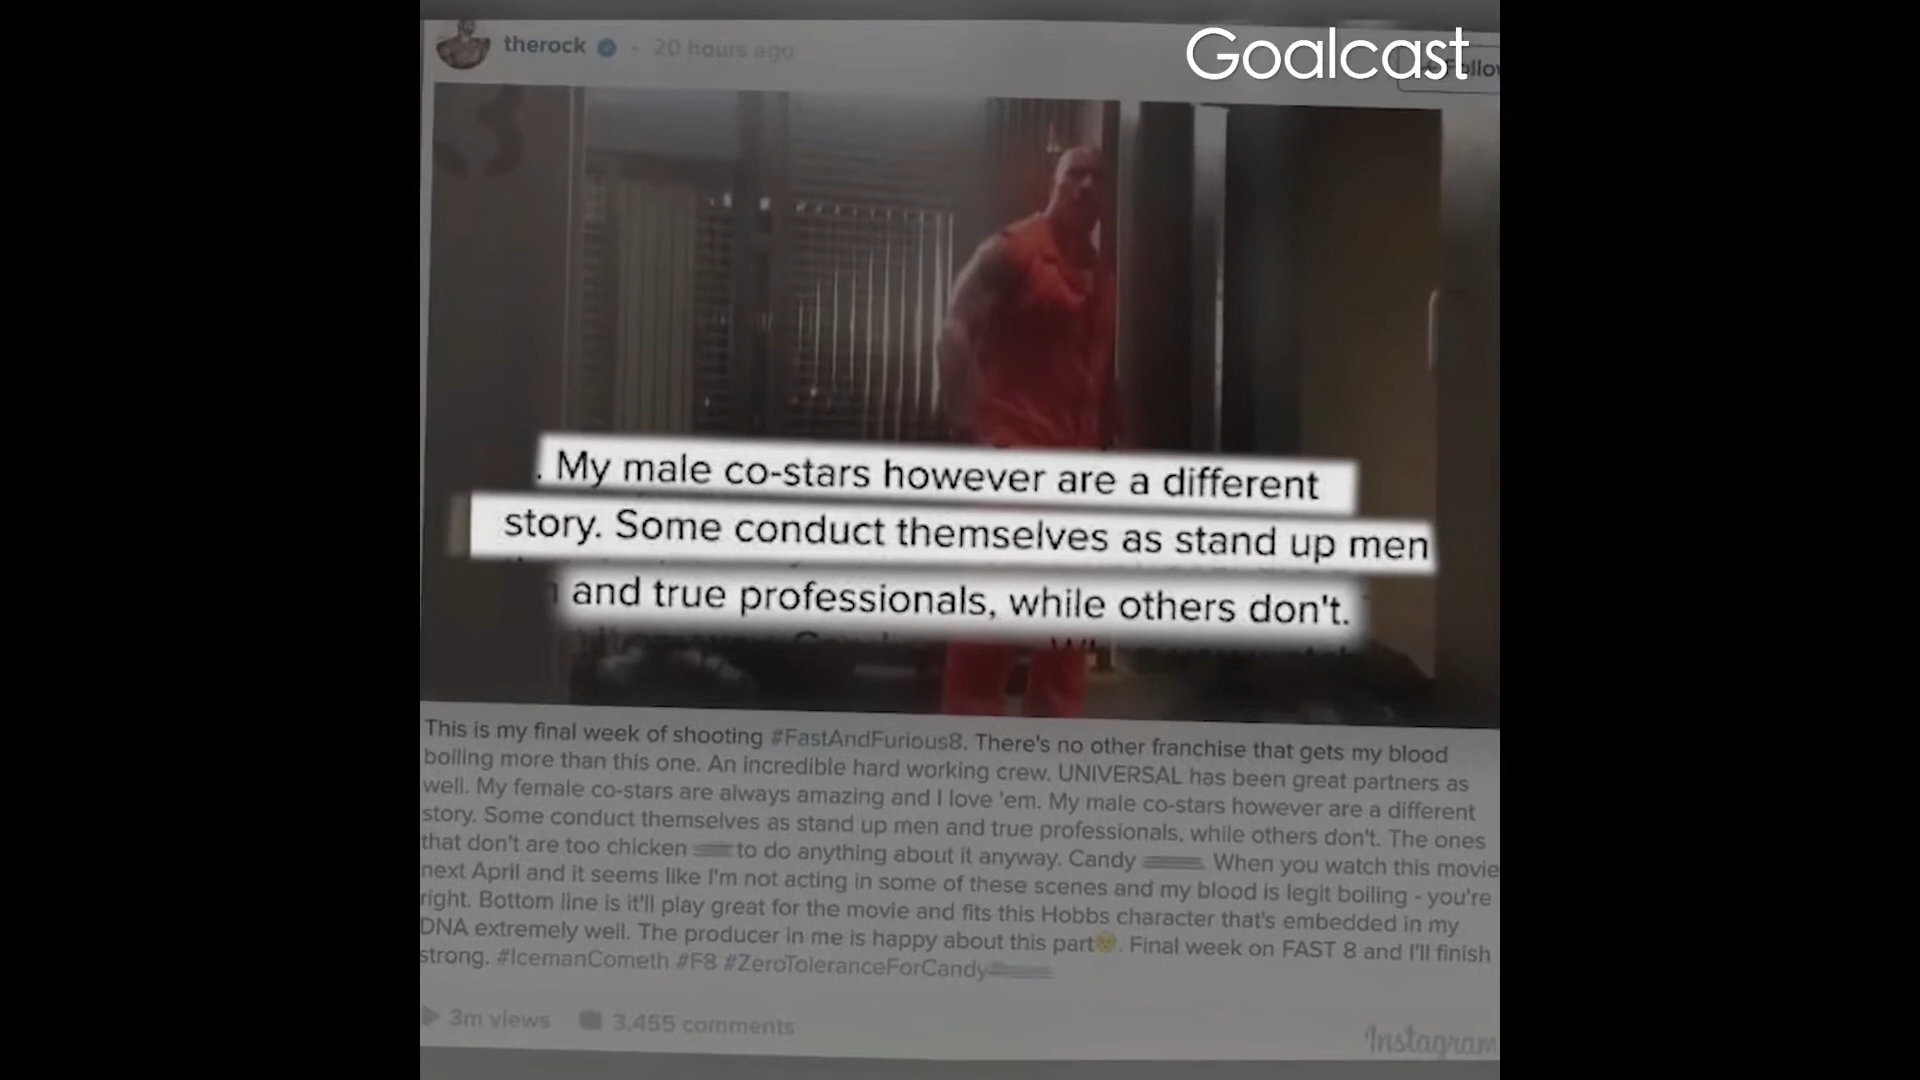 therock · 20 hours ago
Goalcast
Follow
. My male co-stars however are a different
story. Some conduct themselves as stand up men
and true professionals, while others don't.
This is my final week of shooting #FastAndFurious8. There's no other franchise that gets my blood
boiling more than this one. An incredible hard working crew. UNIVERSAL has been great partners as
well. My female co-stars are always amazing and I love 'em. My male co-stars however are a different
story. Some conduct themselves as stand up men and true professionals, while others don't. The ones
that don't are too chicken to do anything about it anyway. Candy . When you watch this movie
next April and it seems like I'm not acting in some of these scenes and my blood is legit boiling - you're
right. Bottom line is it'll play great for the movie and fits this Hobbs character that's embedded in my
DNA extremely well. The producer in me is happy about this part. Final week on FAST 8 and I'll finish
strong. #IcemanCometh #F8 #ZeroToleranceForCandy
3m views 3,455 comments
Instagram